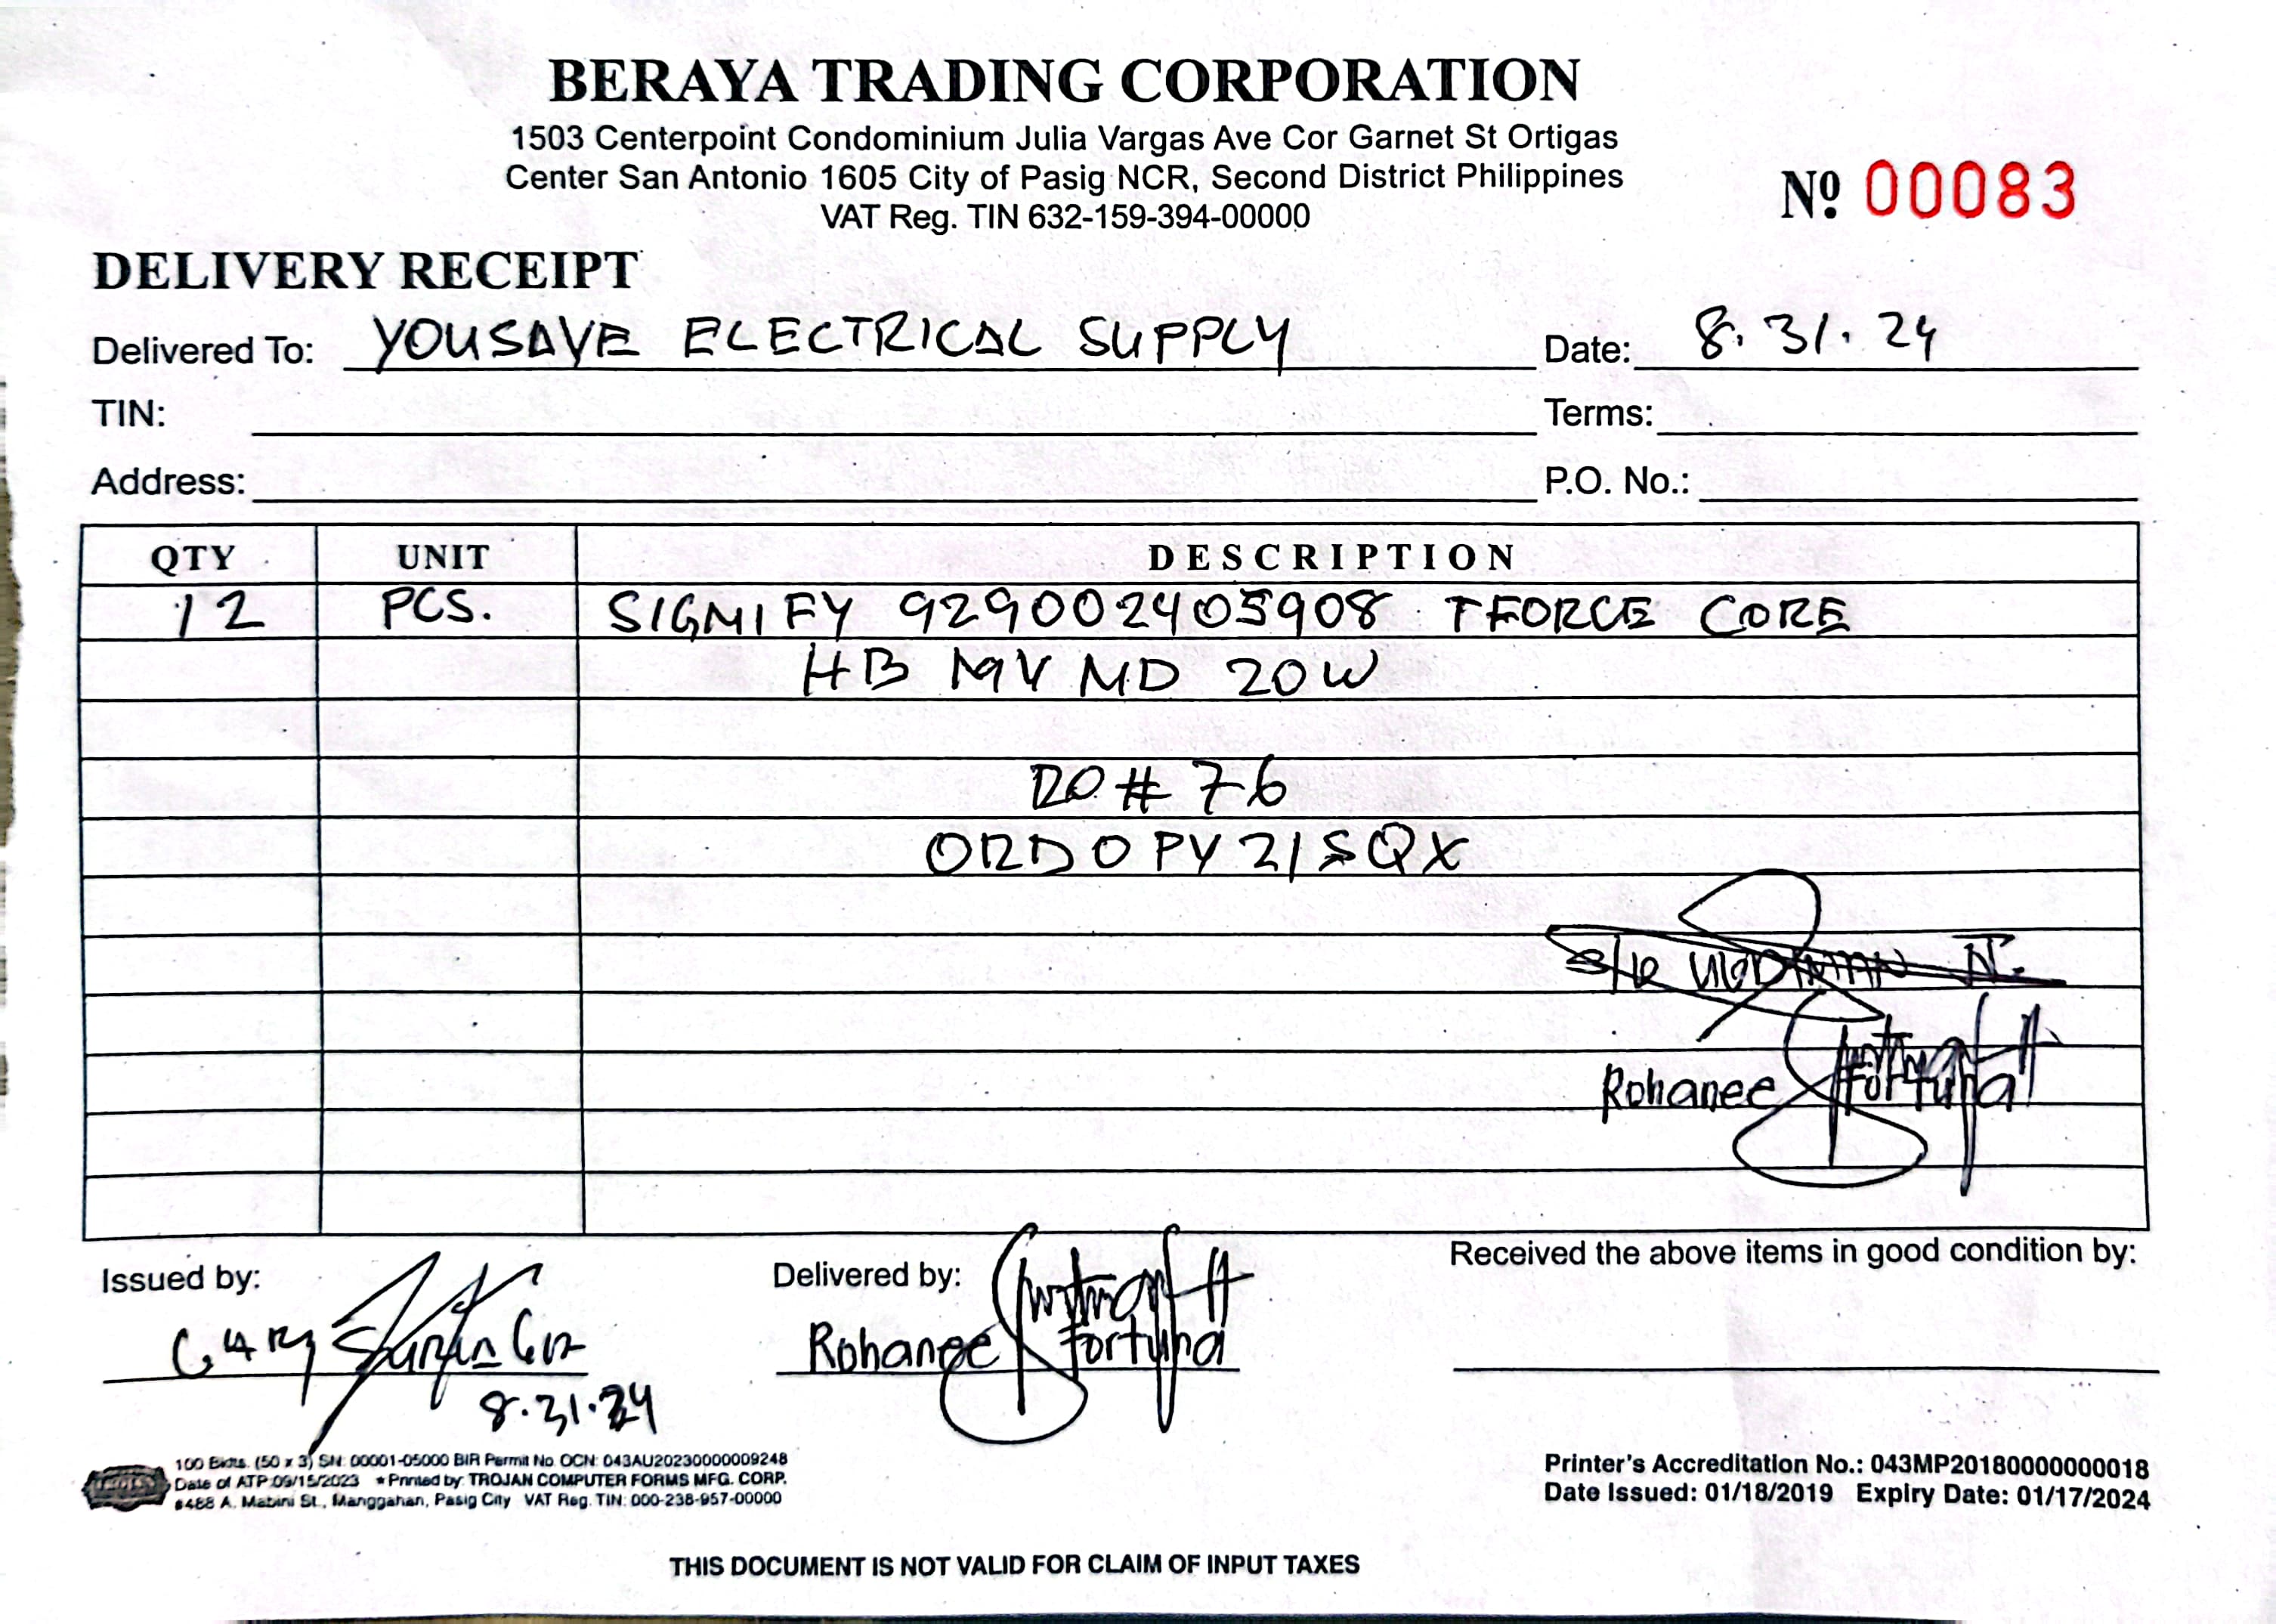 BERAYA TRADING CORPORATION
1503 Centerpoint Condominium Julia Vargas Ave Cor Garnet St Ortigas
Center San Antonio 1605 City of Pasig NCR, Second District Philippines
VAT Reg. TIN 632-159-394-00000
Nº 00083
DELIVERY RECEIPT
Delivered To: YOUSAVE ELECTRICAL SUPPLY Date: 8.31.24
TIN: Terms:
Address: P.O. No.:
QTY UNIT DESCRIPTION
12 PCS. SIGNIFY 929002405908 TFORCE CORE
HB MV MD 20W
DO# 76
ORDOPY21SQX
Rohanee Fortuna
Issued by: Delivered by: Received the above items in good condition by:
Gary Rohanee Fortuna
8.31.24
100 Bklts. (50 x 3) SN: 00001-05000 BIR Permit No. OCN: 043AU20230000009248
Date of ATP:09/15/2023 * Printed by: TROJAN COMPUTER FORMS MFG. CORP.
#488 A. Mabini St., Manggahan, Pasig City VAT Reg. TIN: 000-238-957-00000
Printer's Accreditation No.: 043MP20180000000018
Date Issued: 01/18/2019 Expiry Date: 01/17/2024
THIS DOCUMENT IS NOT VALID FOR CLAIM OF INPUT TAXES